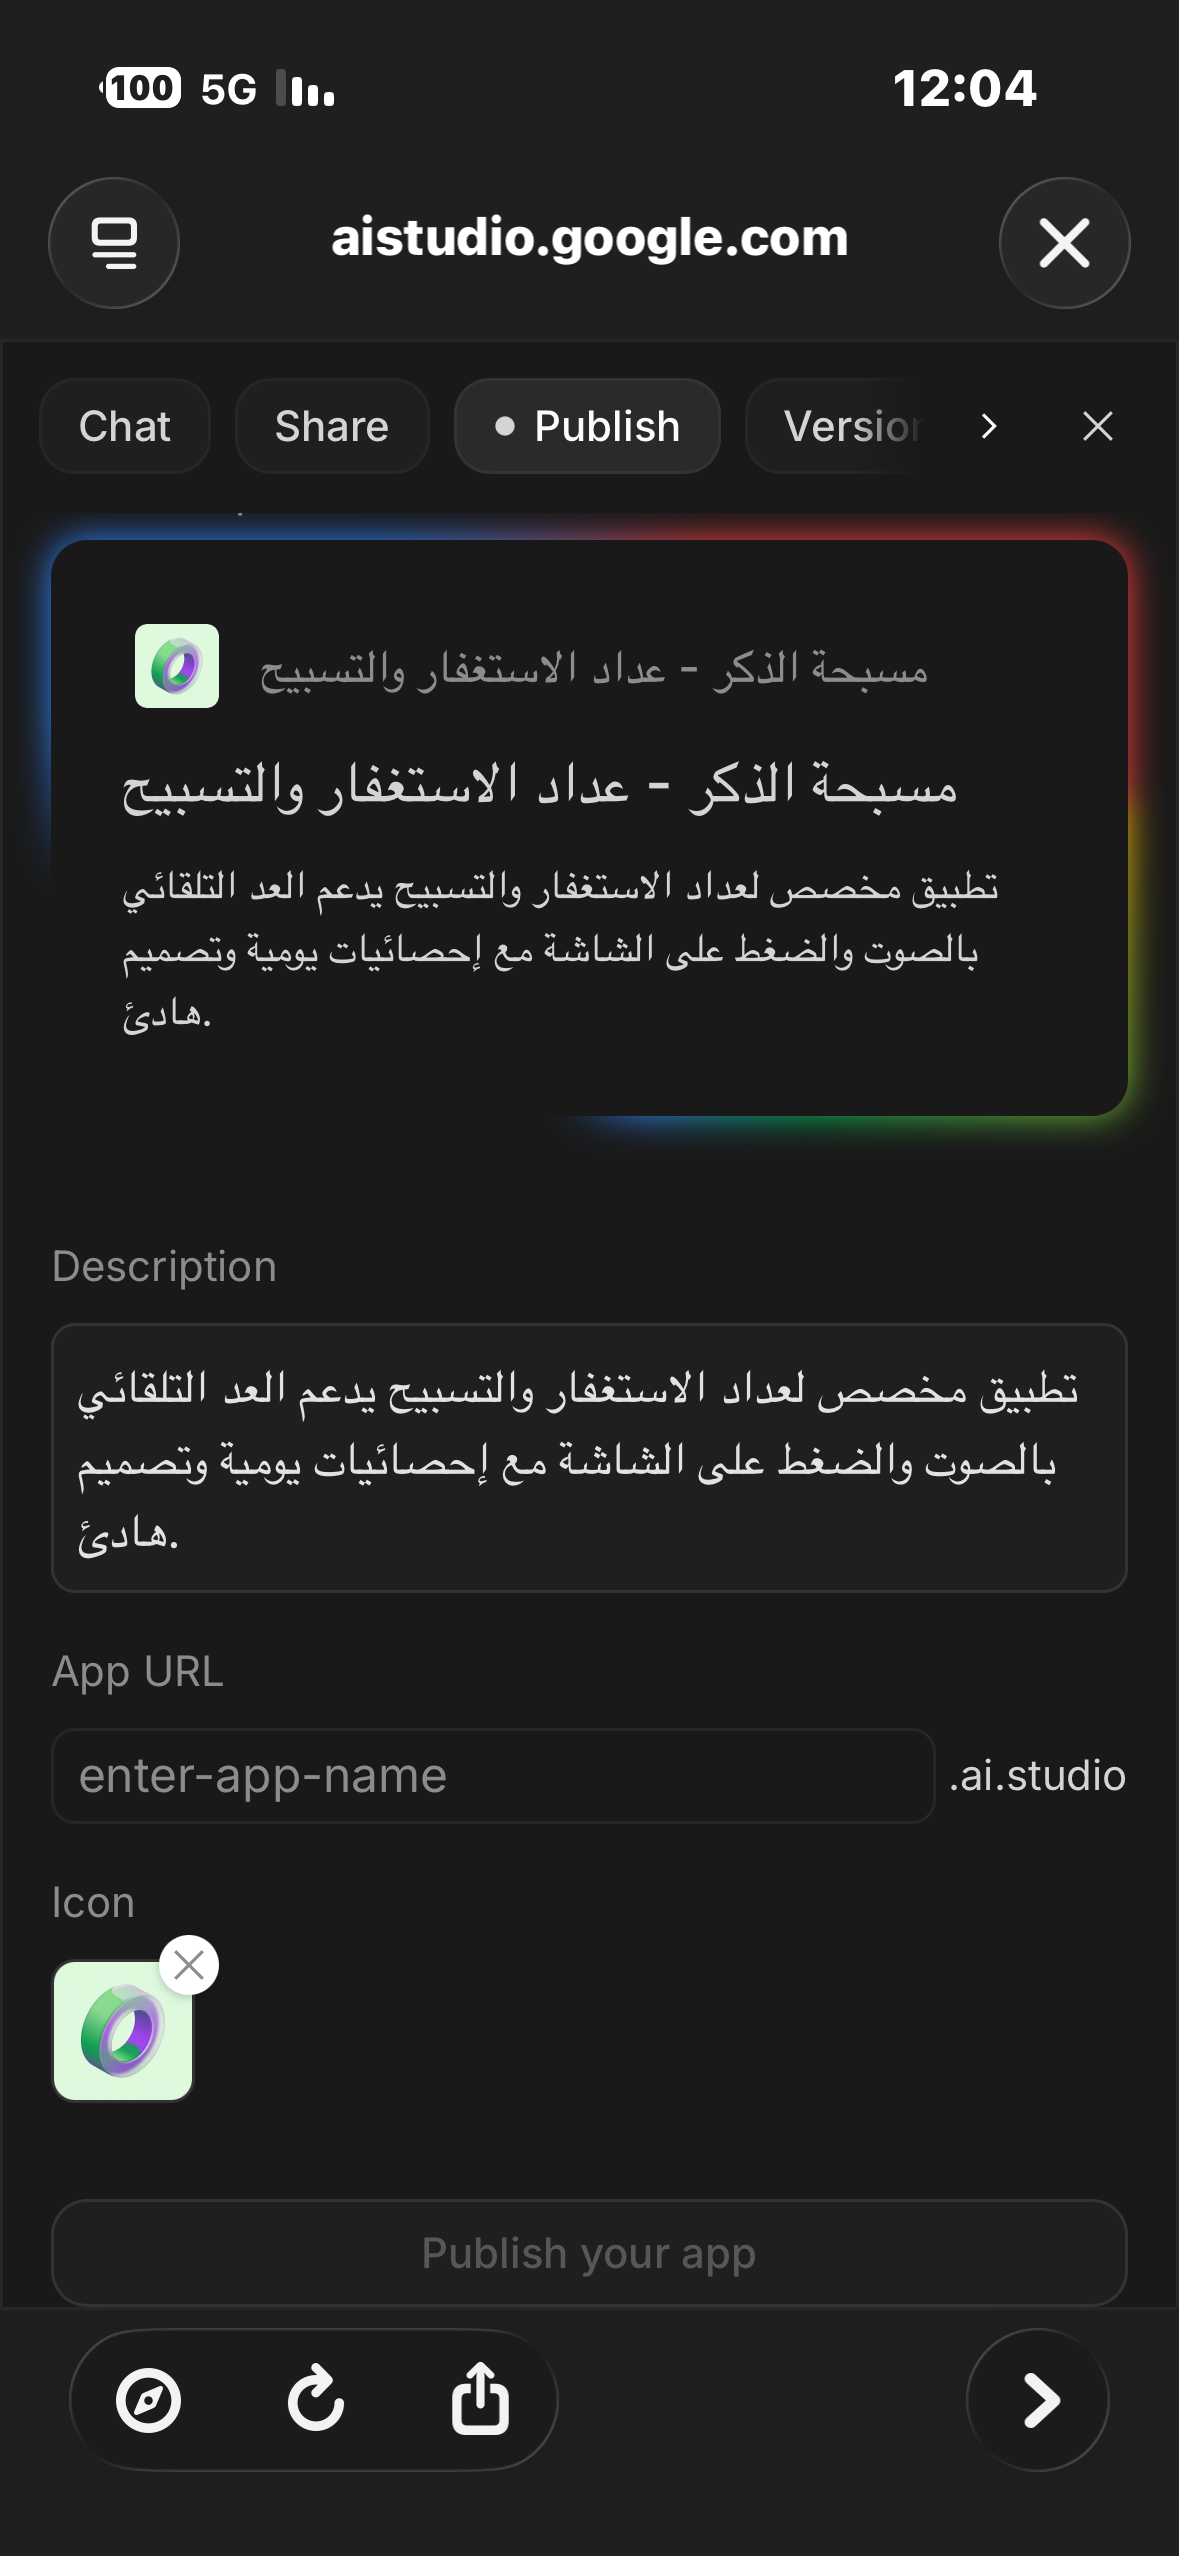 100 5G 12:04
aistudio.google.com
Chat Share Publish Version
مسبحة الذكر - عداد الاستغفار والتسبيح
مسبحة الذكر - عداد الاستغفار والتسبيح
تطبيق مخصص لعداد الاستغفار والتسبيح يدعم العد التلقائي
بالصوت والضغط على الشاشة مع إحصائيات يومية وتصميم
هادئ.
Description
تطبيق مخصص لعداد الاستغفار والتسبيح يدعم العد التلقائي
بالصوت والضغط على الشاشة مع إحصائيات يومية وتصميم
هادئ.
App URL
enter-app-name .ai.studio
Icon
Publish your app